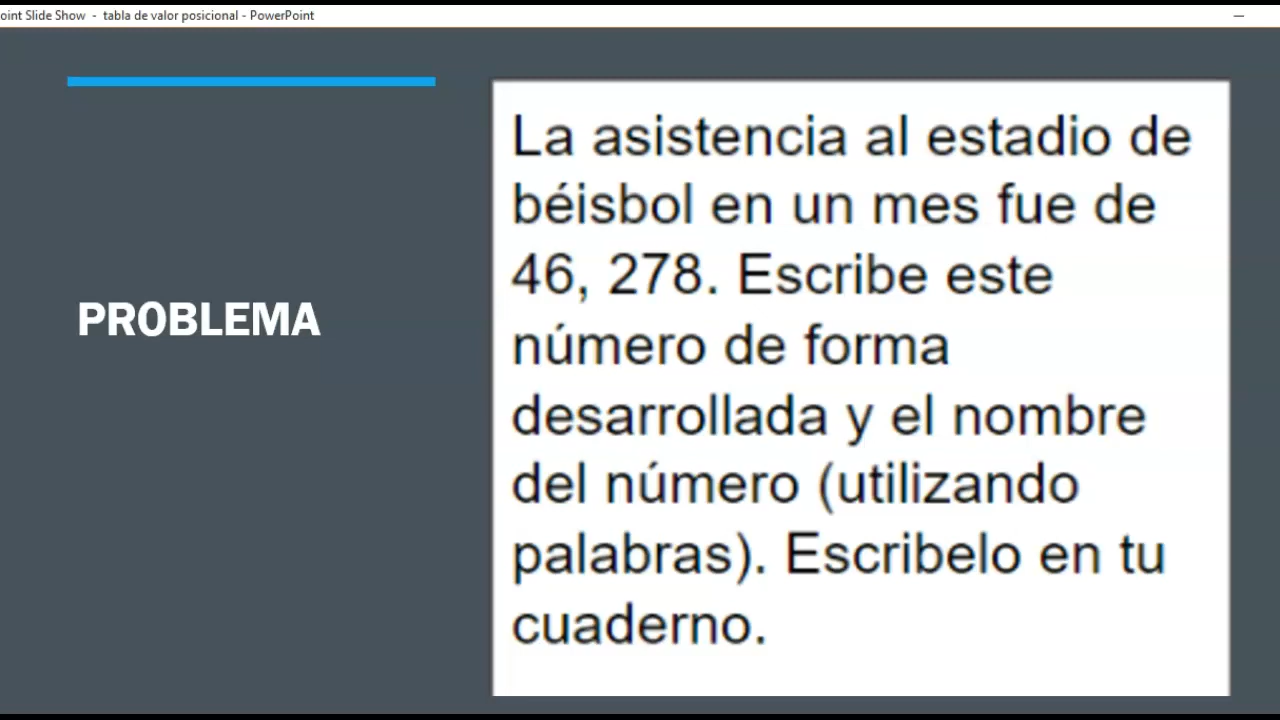 oint Slide Show - tabla de valor posicional - PowerPoint
PROBLEMA
La asistencia al estadio de
béisbol en un mes fue de
46, 278. Escribe este
número de forma
desarrollada y el nombre
del número (utilizando
palabras). Escribelo en tu
cuaderno.